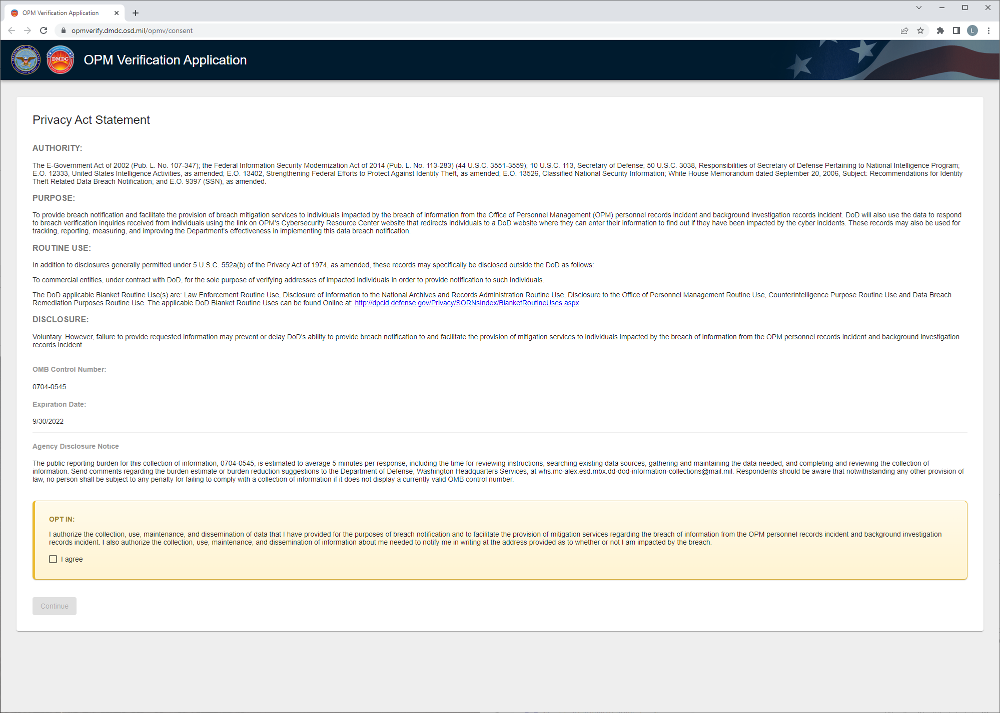 OPM Verification Application
opmverify.dmdc.osd.mil/opmv/consent
L
DMDC
OPM Verification Application
Privacy Act Statement
AUTHORITY:
The E-Government Act of 2002 (Pub. L. No. 107-347); the Federal Information Security Modernization Act of 2014 (Pub. L. No. 113-283) (44 U.S.C. 3551-3559); 10 U.S.C. 113, Secretary of Defense; 50 U.S.C. 3038, Responsibilities of Secretary of Defense Pertaining to National Intelligence Program;
E.O. 12333, United States Intelligence Activities, as amended; E.O. 13402, Strengthening Federal Efforts to Protect Against Identity Theft, as amended; E.O. 13526, Classified National Security Information; White House Memorandum dated September 20, 2006, Subject: Recommendations for Identity
Theft Related Data Breach Notification; and E.O. 9397 (SSN), as amended.
PURPOSE:
To provide breach notification and facilitate the provision of breach mitigation services to individuals impacted by the breach of information from the Office of Personnel Management (OPM) personnel records incident and background investigation records incident. DoD will also use the data to respond
to breach verification inquiries received from individuals using the link on OPM's Cybersecurity Resource Center website that redirects individuals to a DoD website where they can enter their information to find out if they have been impacted by the cyber incidents. These records may also be used for
tracking, reporting, measuring, and improving the Department's effectiveness in implementing this data breach notification.
ROUTINE USE:
In addition to disclosures generally permitted under 5 U.S.C. 552a(b) of the Privacy Act of 1974, as amended, these records may specifically be disclosed outside the DoD as follows:
To commercial entities, under contract with DoD, for the sole purpose of verifying addresses of impacted individuals in order to provide notification to such individuals.
The DoD applicable Blanket Routine Use(s) are: Law Enforcement Routine Use, Disclosure of Information to the National Archives and Records Administration Routine Use, Disclosure to the Office of Personnel Management Routine Use, Counterintelligence Purpose Routine Use and Data Breach
Remediation Purposes Routine Use. The applicable DoD Blanket Routine Uses can be found Online at: http://dpcld.defense.gov/Privacy/SORNsIndex/BlanketRoutineUses.aspx
DISCLOSURE:
Voluntary. However, failure to provide requested information may prevent or delay DoD's ability to provide breach notification to and facilitate the provision of mitigation services to individuals impacted by the breach of information from the OPM personnel records incident and background investigation
records incident.
OMB Control Number:
0704-0545
Expiration Date:
9/30/2022
Agency Disclosure Notice
The public reporting burden for this collection of information, 0704-0545, is estimated to average 5 minutes per response, including the time for reviewing instructions, searching existing data sources, gathering and maintaining the data needed, and completing and reviewing the collection of
information. Send comments regarding the burden estimate or burden reduction suggestions to the Department of Defense, Washington Headquarters Services, at whs.mc-alex.esd.mbx.dd-dod-information-collections@mail.mil. Respondents should be aware that notwithstanding any other provision of
law, no person shall be subject to any penalty for failing to comply with a collection of information if it does not display a currently valid OMB control number.
OPT IN:
I authorize the collection, use, maintenance, and dissemination of data that I have provided for the purposes of breach notification and to facilitate the provision of mitigation services regarding the breach of information from the OPM personnel records incident and background investigation
records incident. I also authorize the collection, use, maintenance, and dissemination of information about me needed to notify me in writing at the address provided as to whether or not I am impacted by the breach.
I agree
Continue